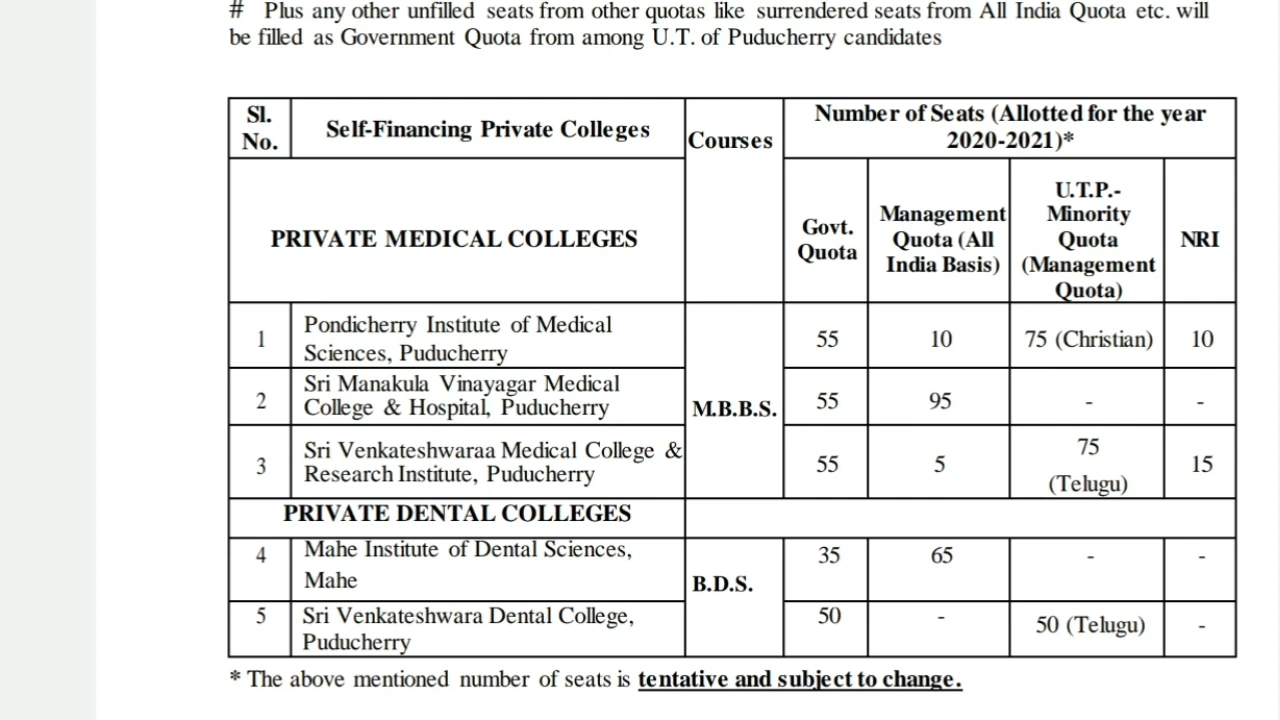 # Plus any other unfilled seats from other quotas like surrendered seats from All India Quota etc. will
be filled as Government Quota from among U.T. of Puducherry candidates
Sl. No.
Self-Financing Private Colleges
Courses
Number of Seats (Allotted for the year
2020-2021)*
PRIVATE MEDICAL COLLEGES
Govt.
Quota
Management
Quota (All
India Basis)
U.T.P.-
Minority
Quota
(Management
Quota)
NRI
1
Pondicherry Institute of Medical
Sciences, Puducherry
M.B.B.S.
55
10
75 (Christian)
10
2
Sri Manakula Vinayagar Medical
College & Hospital, Puducherry
55
95
-
-
3
Sri Venkateshwaraa Medical College &
Research Institute, Puducherry
55
5
75
(Telugu)
15
PRIVATE DENTAL COLLEGES
4
Mahe Institute of Dental Sciences,
Mahe
B.D.S.
35
65
-
-
5
Sri Venkateshwara Dental College,
Puducherry
50
-
50 (Telugu)
-
* The above mentioned number of seats is tentative and subject to change.